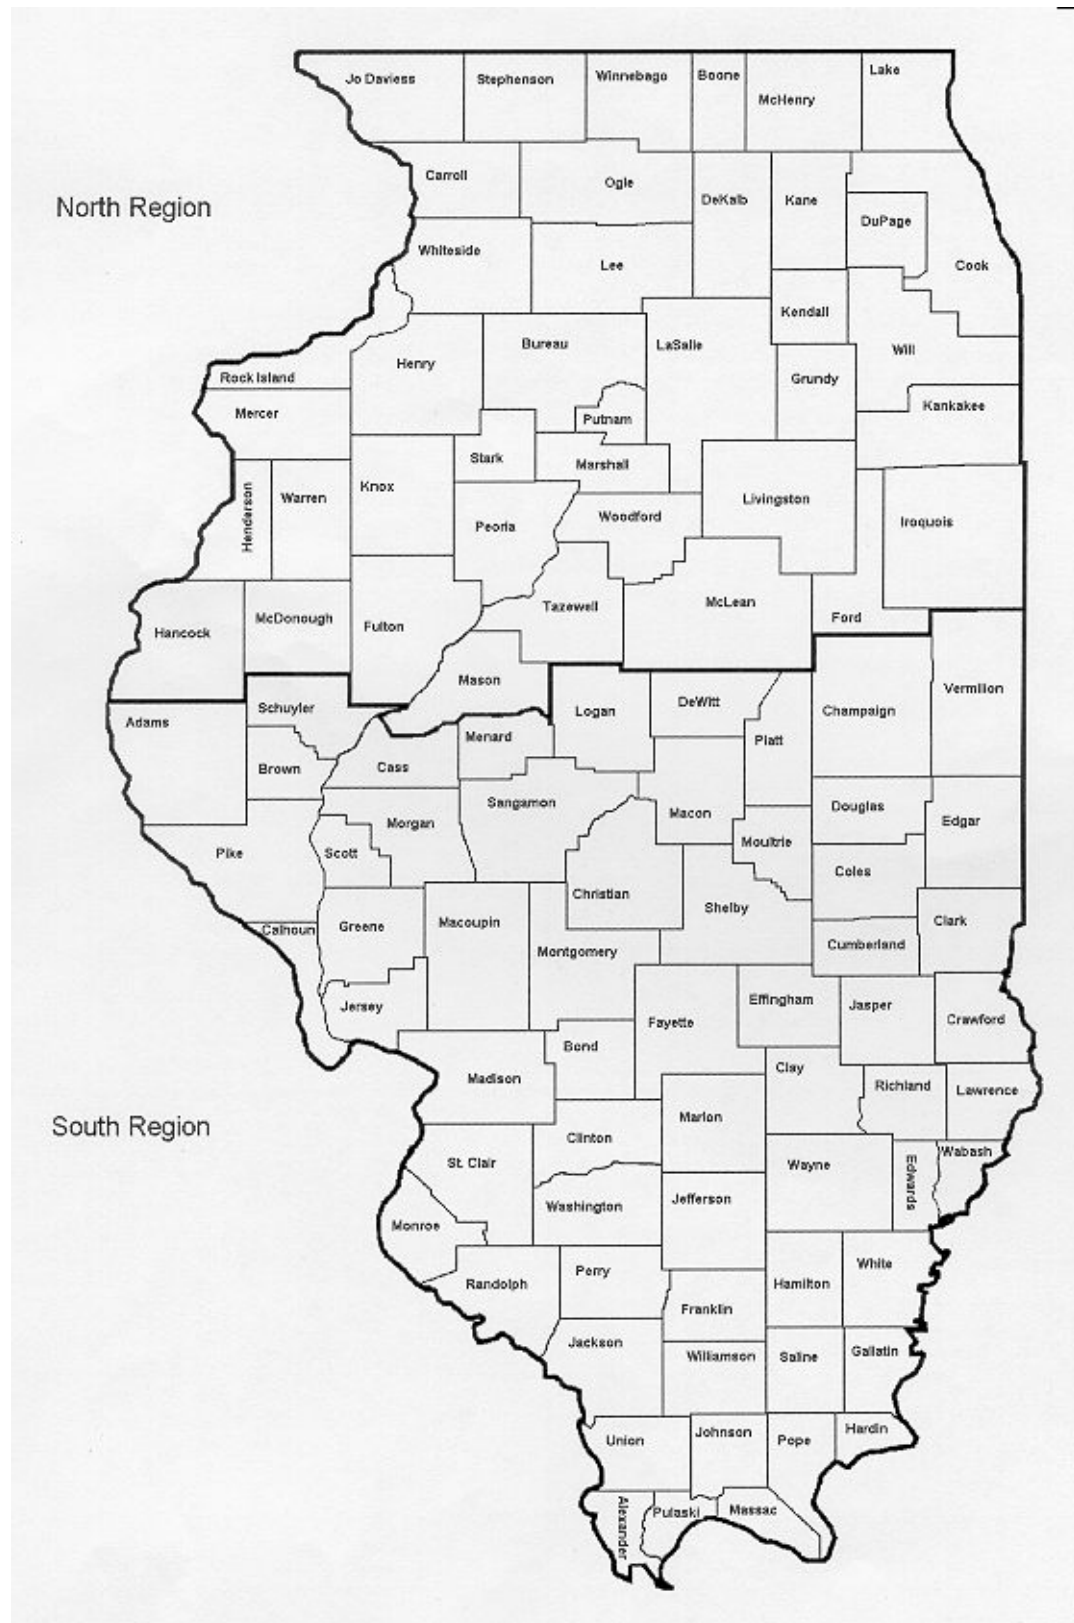 Jo Daviess
Stephenson
Winnebago
Boone
McHenry
Lake
Carroll
Ogle
DeKalb
Kane
DuPage
Cook
North Region
Whiteside
Lee
Kendall
Will
Rock Island
Henry
Bureau
LaSalle
Grundy
Kankakee
Mercer
Putnam
Henderson
Warren
Knox
Stark
Marshall
Livingston
Iroquois
Peoria
Woodford
Hancock
McDonough
Fulton
Tazewell
McLean
Ford
Mason
Adams
Schuyler
Logan
DeWitt
Champaign
Vermilion
Brown
Cass
Menard
Piatt
Pike
Scott
Morgan
Sangamon
Macon
Moultrie
Douglas
Edgar
Christian
Shelby
Coles
Calhoun
Greene
Macoupin
Montgomery
Cumberland
Clark
Jersey
Fayette
Effingham
Jasper
Crawford
Bond
Madison
Clay
Richland
Lawrence
South Region
Clinton
Marion
St. Clair
Wayne
Edwards
Wabash
Washington
Jefferson
Monroe
Randolph
Perry
Hamilton
White
Franklin
Jackson
Williamson
Saline
Gallatin
Union
Johnson
Pope
Hardin
Alexander
Pulaski
Massac